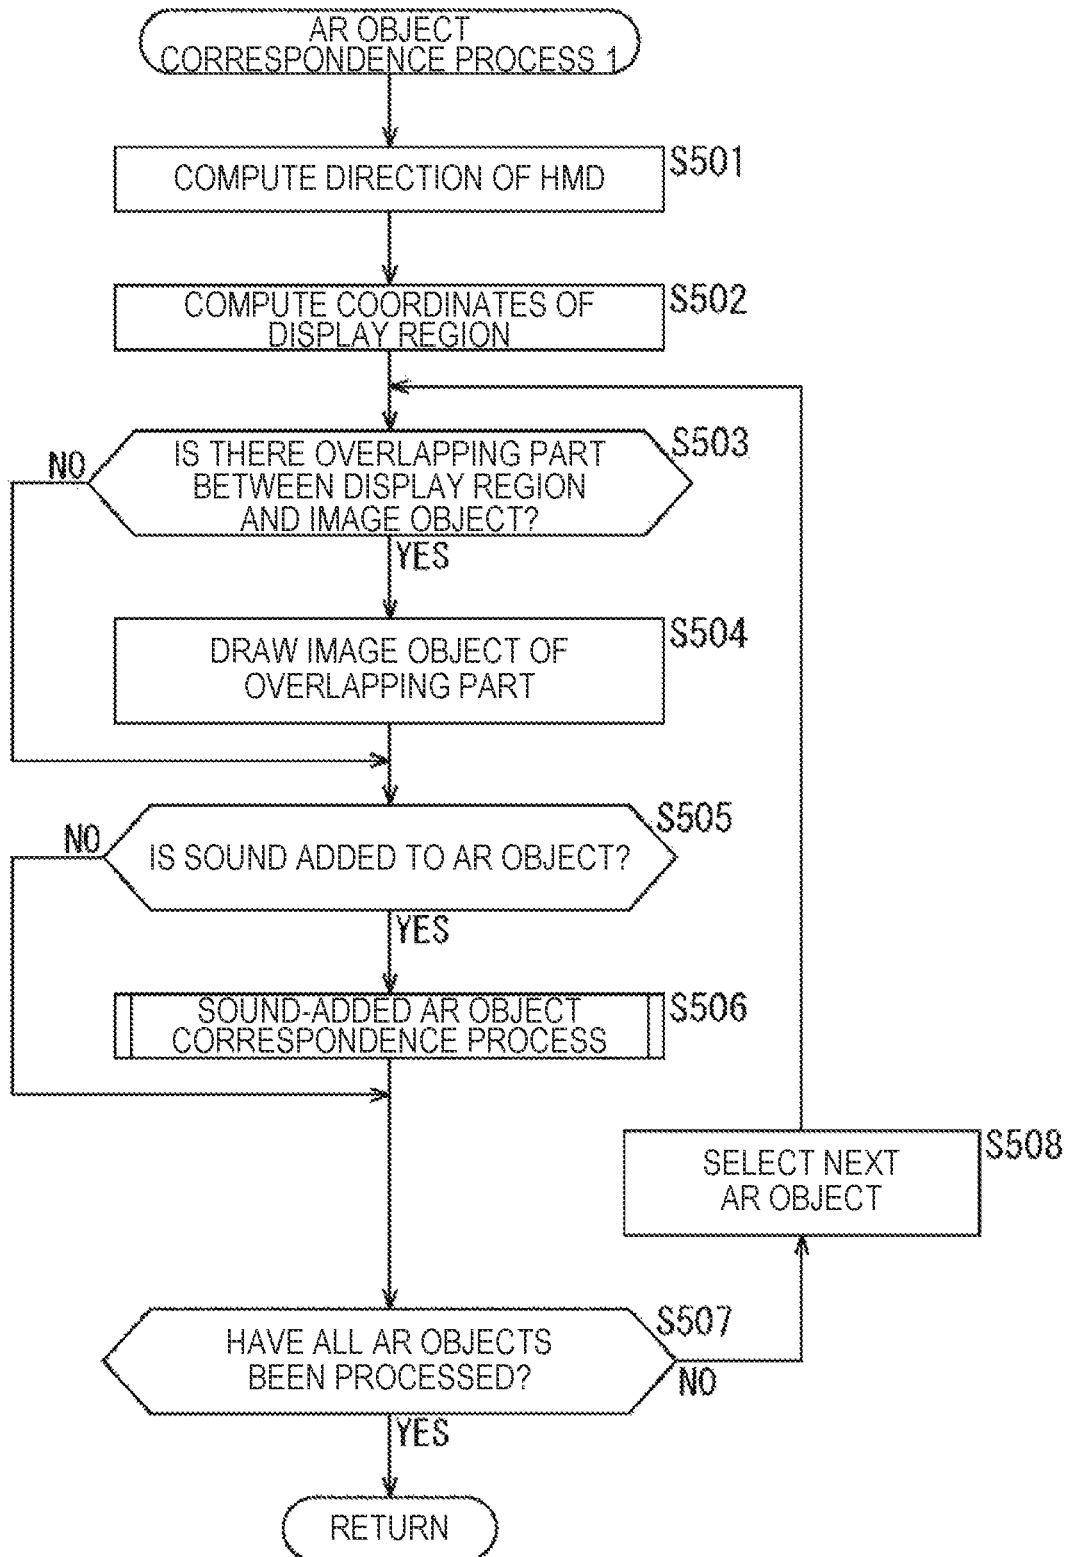 AR OBJECT
CORRESPONDENCE PROCESS 1
COMPUTE DIRECTION OF HMD
S501
COMPUTE COORDINATES OF
DISPLAY REGION
S502
IS THERE OVERLAPPING PART
BETWEEN DISPLAY REGION
AND IMAGE OBJECT?
S503
NO
YES
DRAW IMAGE OBJECT OF
OVERLAPPING PART
S504
IS SOUND ADDED TO AR OBJECT?
S505
NO
YES
SOUND-ADDED AR OBJECT
CORRESPONDENCE PROCESS
S506
SELECT NEXT
AR OBJECT
S508
HAVE ALL AR OBJECTS
BEEN PROCESSED?
S507
NO
YES
RETURN